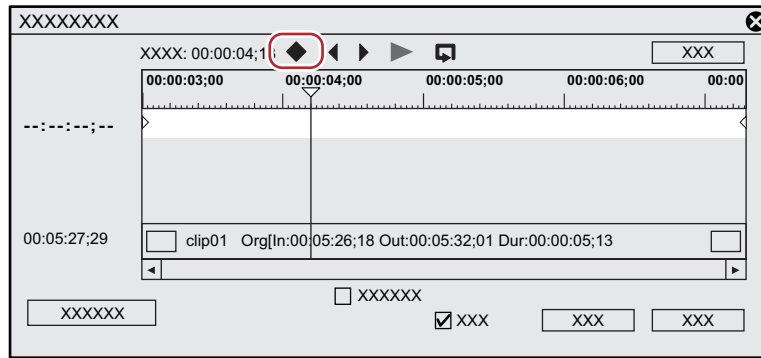 XXXXXXXX
XXXX: 00:00:04;18
XXX
00:00:03;00 00:00:04;00 00:00:05;00 00:00:06;00 00:00
--:--:--;--
00:05:27;29 clip01 Org[In:00:05:26;18 Out:00:05:32;01 Dur:00:00:05;13
XXXXXX
XXXXXX
XXX XXX XXX